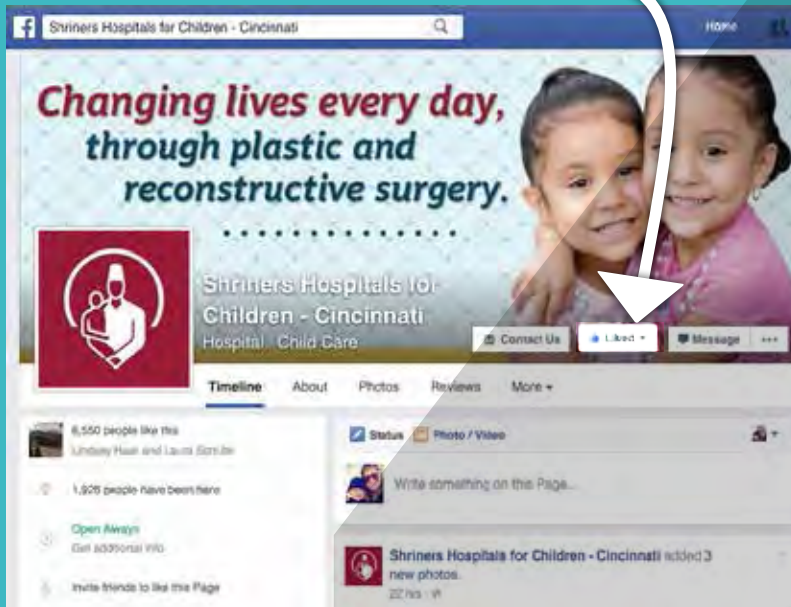 Shriners Hospitals for Children - Cincinnati
Home
Changing lives every day,
through plastic and
reconstructive surgery.
Shriners Hospitals for
Children - Cincinnati
Hospital · Child Care
Contact Us
Liked
Message
Timeline About Photos Reviews More
6,550 people like this
Lindsay and Laura
1,926 people have been here
Open Always
Get additional info
Invite friends to like this Page
Status Photo / Video
Write something on this Page...
Shriners Hospitals for Children - Cincinnati added 3
new photos.
22 hrs